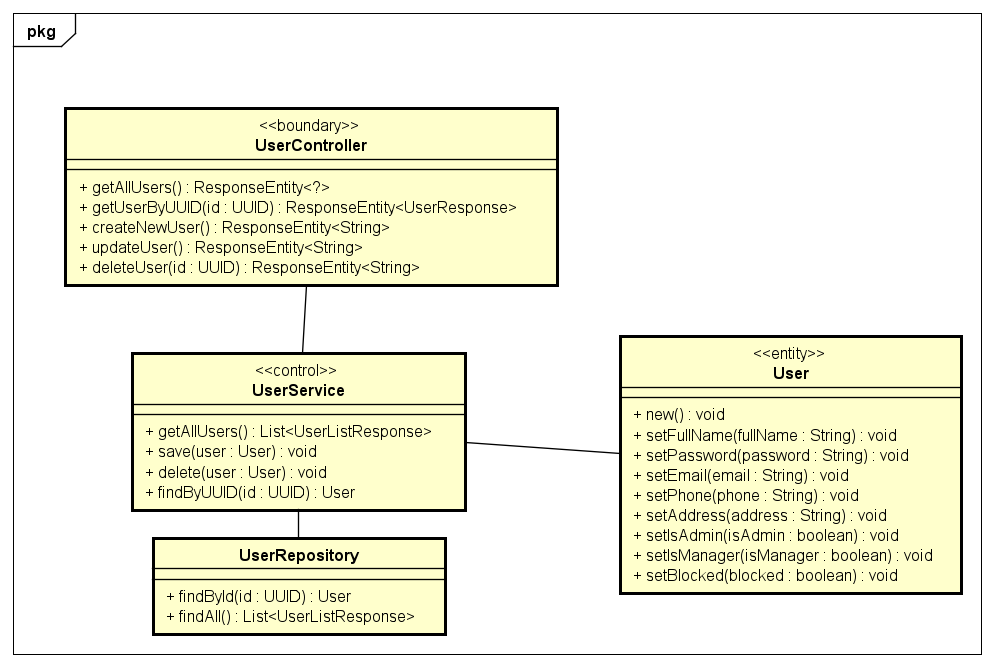 pkg
<<boundary>>
UserController
+ getAllUsers() : ResponseEntity<?>
+ getUserByUUID(id : UUID) : ResponseEntity<UserResponse>
+ createNewUser() : ResponseEntity<String>
+ updateUser() : ResponseEntity<String>
+ deleteUser(id : UUID) : ResponseEntity<String>
<<control>>
UserService
+ getAllUsers() : List<UserListResponse>
+ save(user : User) : void
+ delete(user : User) : void
+ findByUUID(id : UUID) : User
<<entity>>
User
+ new() : void
+ setFullName(fullName : String) : void
+ setPassword(password : String) : void
+ setEmail(email : String) : void
+ setPhone(phone : String) : void
+ setAddress(address : String) : void
+ setIsAdmin(isAdmin : boolean) : void
+ setIsManager(isManager : boolean) : void
+ setBlocked(blocked : boolean) : void
UserRepository
+ findById(id : UUID) : User
+ findAll() : List<UserListResponse>